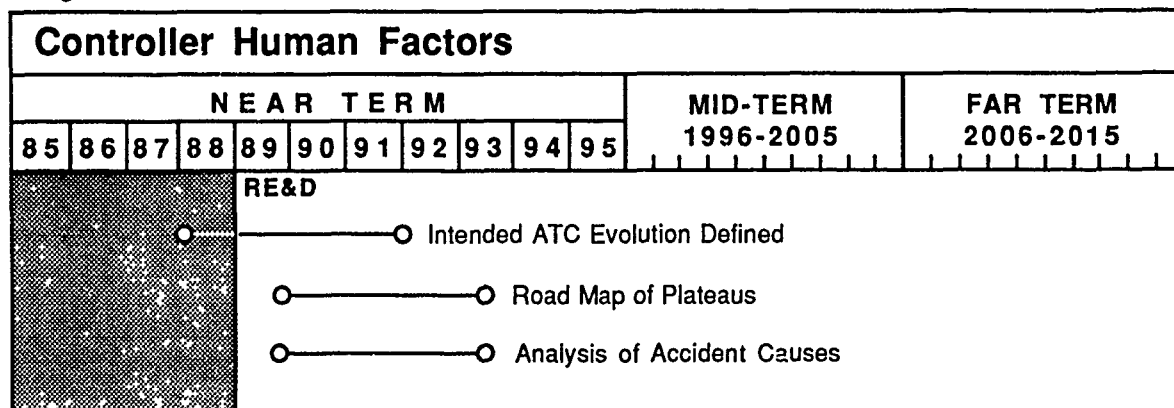 Controller Human Factors
NEAR TERM
MID-TERM
1996-2005
FAR TERM
2006-2015
85 86 87 88 89 90 91 92 93 94 95
RE&D
Intended ATC Evolution Defined
Road Map of Plateaus
Analysis of Accident Causes